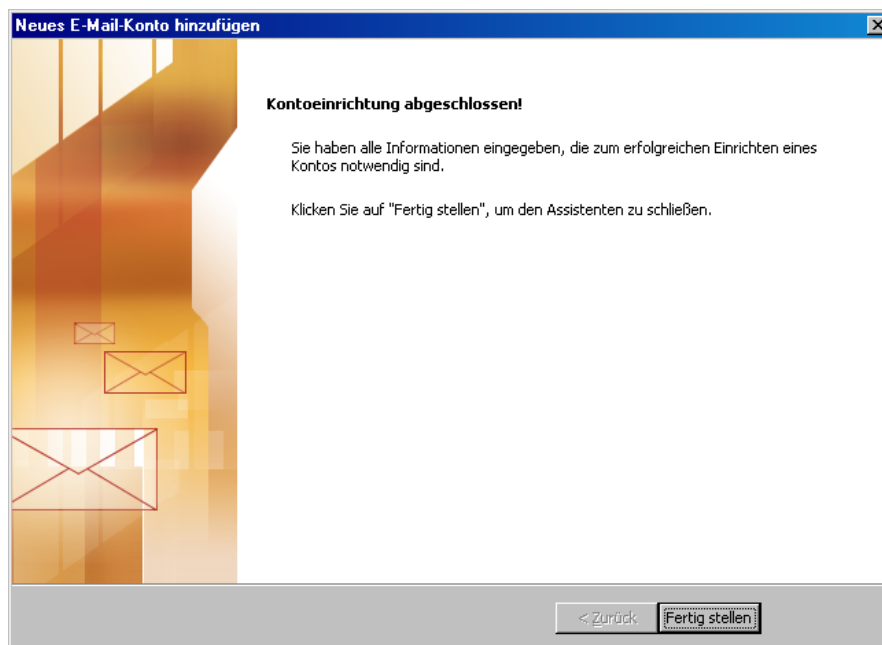 Neues E-Mail-Konto hinzufügen
Kontoeinrichtung abgeschlossen!
Sie haben alle Informationen eingegeben, die zum erfolgreichen Einrichten eines
Kontos notwendig sind.
Klicken Sie auf "Fertig stellen", um den Assistenten zu schließen.
< Zurück
Fertig stellen